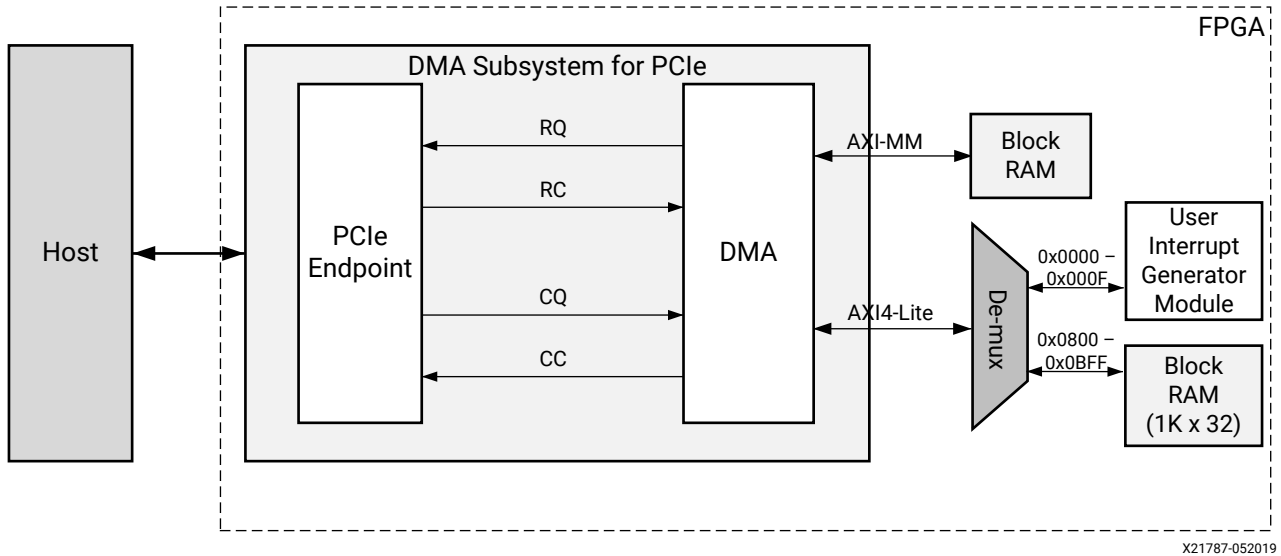 FPGA
DMA Subsystem for PCIe
Host
PCIe
Endpoint
RQ
RC
CQ
CC
DMA
AXI-MM
AXI4-Lite
Block
RAM
De-mux
0x0000 –
0x000F
0x0800 –
0x0BFF
User
Interrupt
Generator
Module
Block
RAM
(1K x 32)
X21787-052019